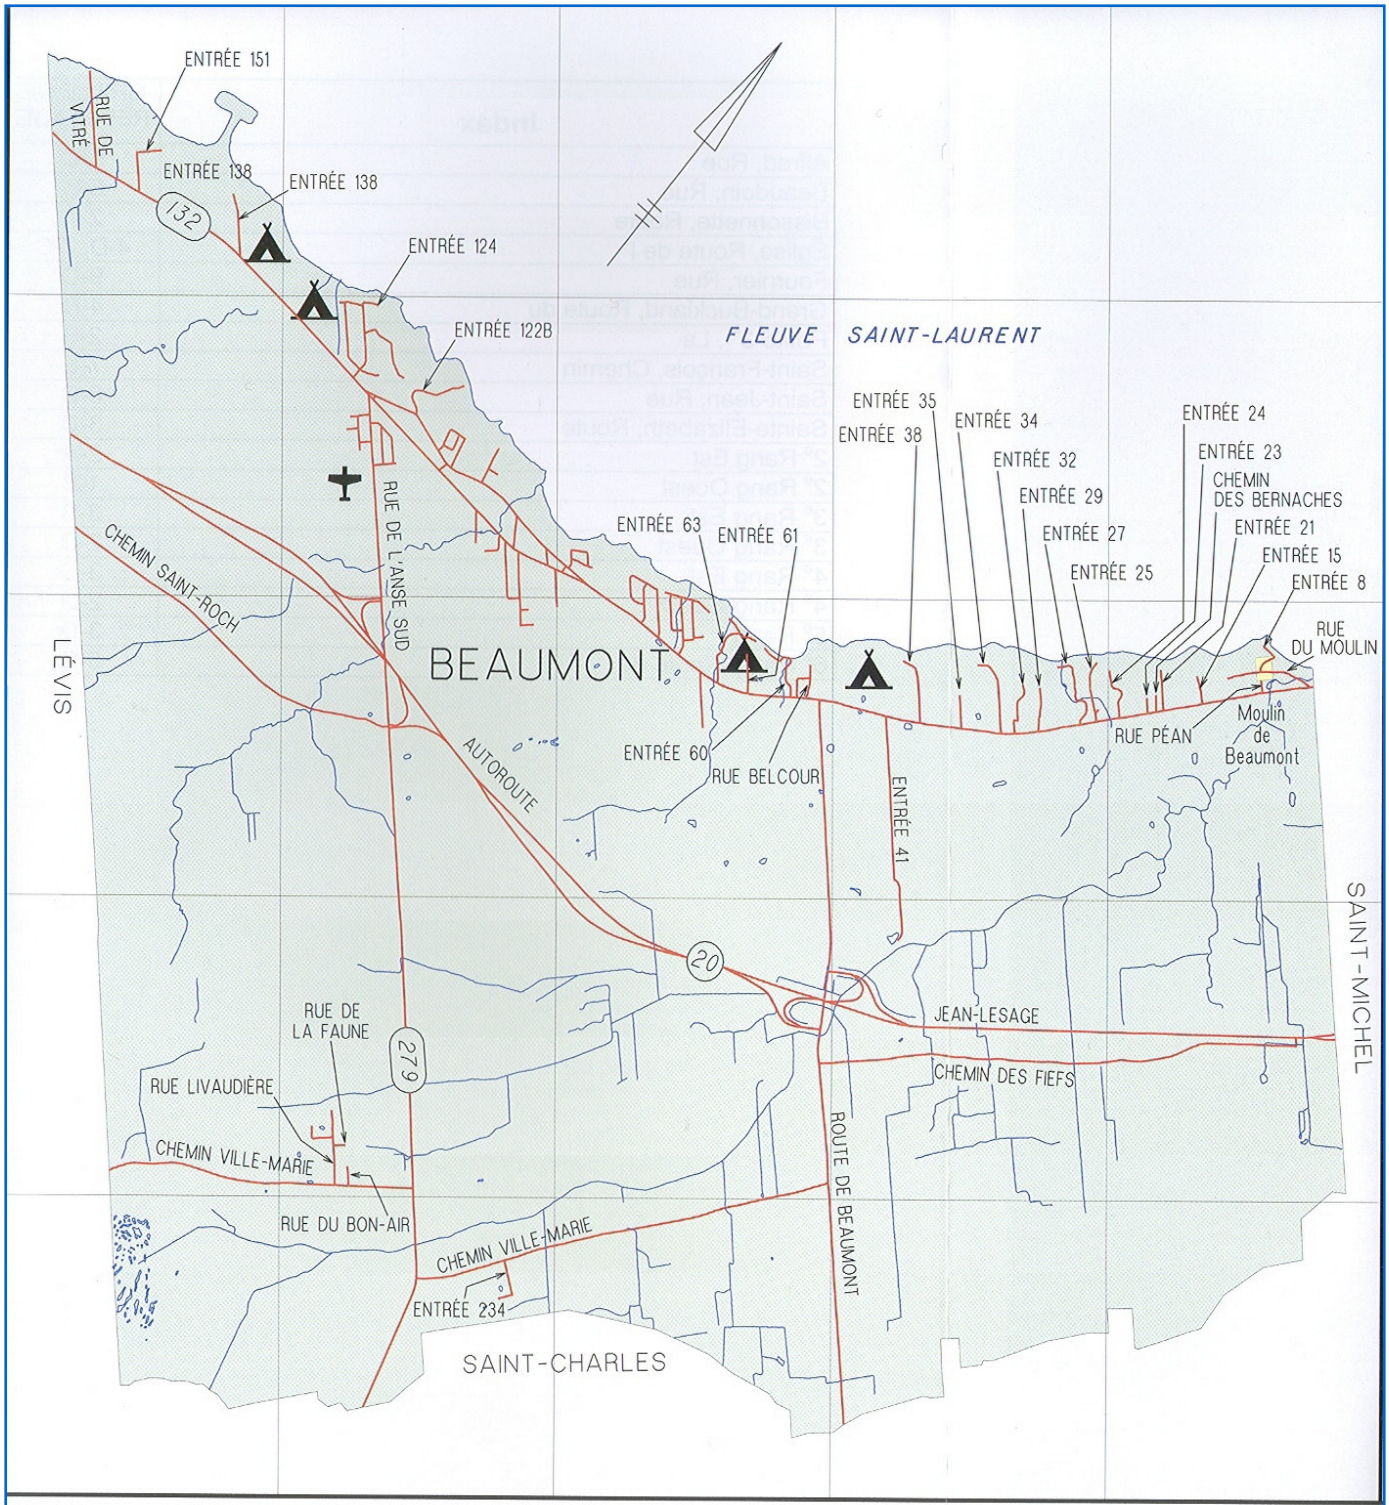 ENTRÉE 151
RUE DE
VITRÉ
ENTRÉE 138
ENTRÉE 138
132
ENTRÉE 124
ENTRÉE 122B
FLEUVE SAINT-LAURENT
ENTRÉE 35
ENTRÉE 38
ENTRÉE 34
ENTRÉE 32
ENTRÉE 29
ENTRÉE 27
ENTRÉE 25
ENTRÉE 24
ENTRÉE 23
CHEMIN
DES BERNACHES
ENTRÉE 21
ENTRÉE 15
ENTRÉE 8
RUE
DU MOULIN
ENTRÉE 63
ENTRÉE 61
RUE DE L'ANSE SUD
CHEMIN SAINT-ROCH
LÉVIS
BEAUMONT
AUTOROUTE
ENTRÉE 60
RUE BELCOUR
RUE PÉAN
Moulin
de
Beaumont
ENTRÉE 41
SAINT-MICHEL
20
JEAN-LESAGE
CHEMIN DES FIEFS
RUE DE
LA FAUNE
279
RUE LIVAUDIÈRE
CHEMIN VILLE-MARIE
RUE DU BON-AIR
ROUTE DE BEAUMONT
CHEMIN VILLE-MARIE
ENTRÉE 234
SAINT-CHARLES